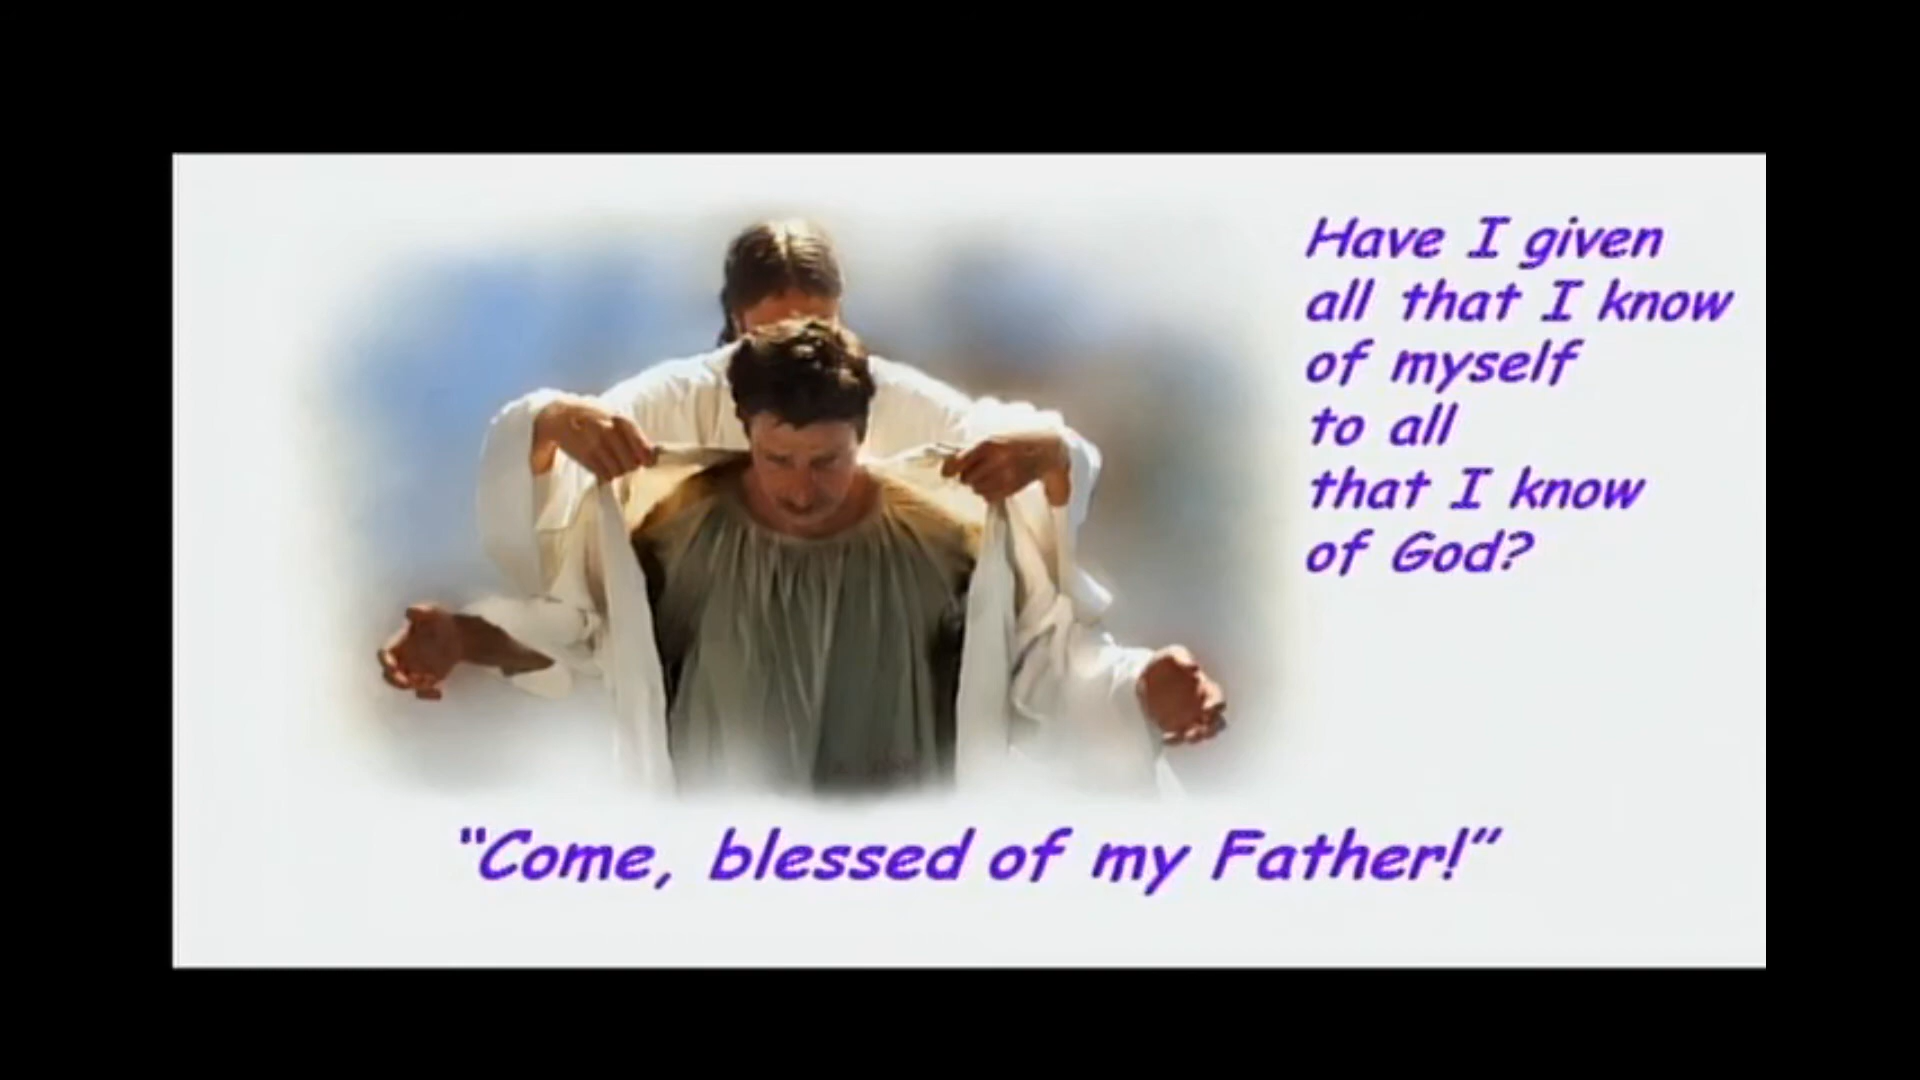 Have I given
all that I know
of myself
to all
that I know
of God?
“Come, blessed of my Father!”